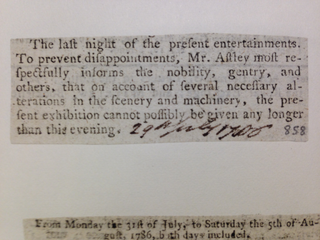 The last night of the present entertainments.
To prevent disappointments, Mr. Astley most re-
spectfully informs the nobility, gentry, and
others, that on account of several necessary al-
terations in the scenery and machinery, the pre-
sent exhibition cannot possibly be given any longer
than this evening. 29th July 1786 858
From Monday the 31st of July, to Saturday the 5th of Au-
gust, 1786, both days included.